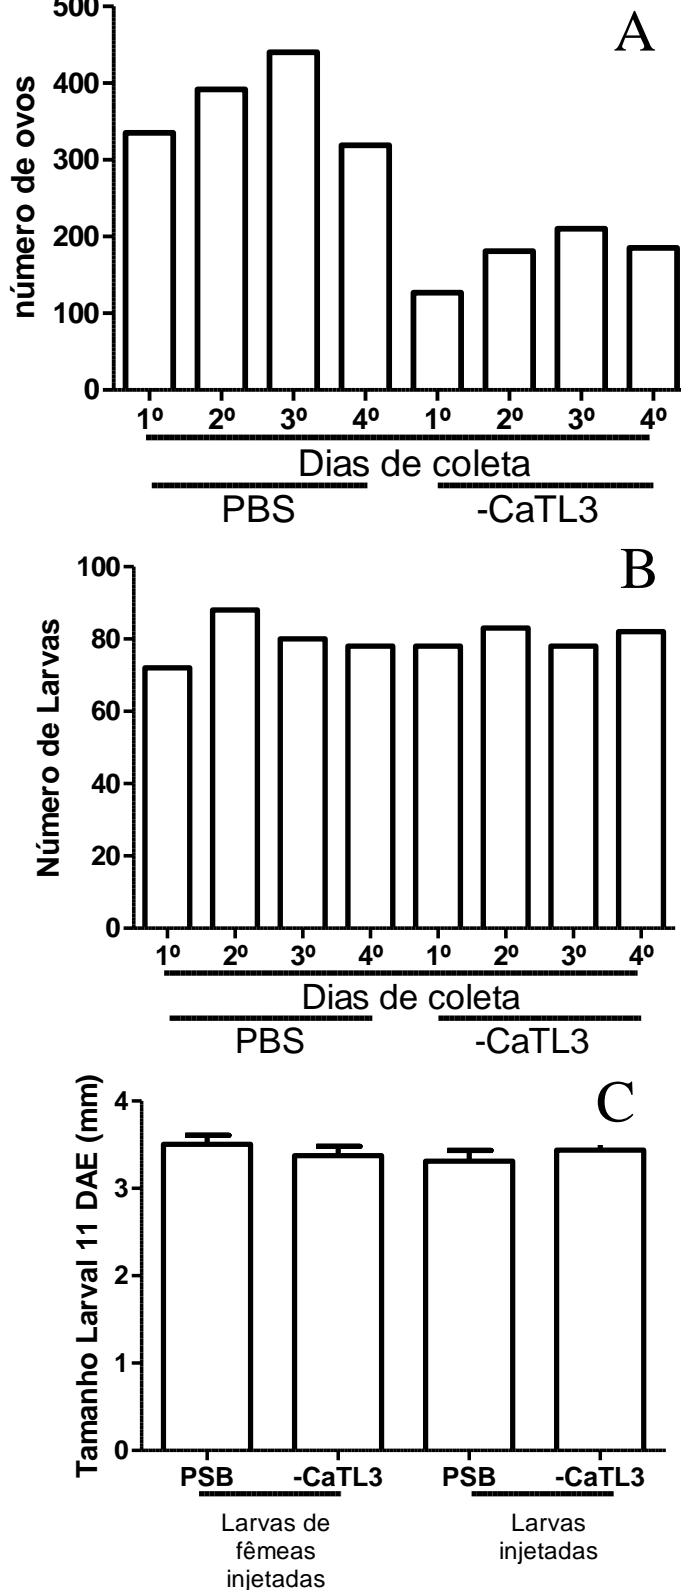 A
número de ovos
500
400
300
200
100
0
1º 2º 3º 4º 1º 2º 3º 4º
Dias de coleta
PBS -CaTL3
B
Número de Larvas
100
80
60
40
20
0
1º 2º 3º 4º 1º 2º 3º 4º
Dias de coleta
PBS -CaTL3
C
Tamanho Larval 11 DAE (mm)
4
3
2
1
0
PSB -CaTL3 PSB -CaTL3
Larvas de
fêmeas
injetadas
Larvas
injetadas